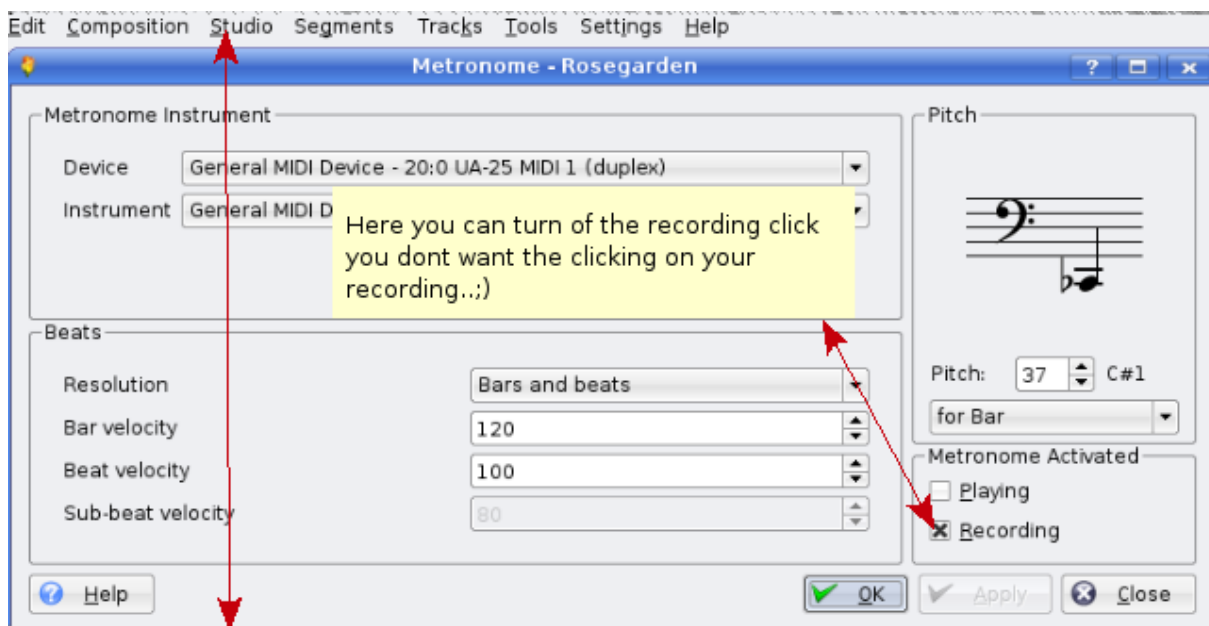 Edit Composition Studio Segments Tracks Tools Settings Help
Metronome - Rosegarden
Metronome Instrument
Device General MIDI Device - 20:0 UA-25 MIDI 1 (duplex)
Instrument General MIDI D
Here you can turn of the recording click
you dont want the clicking on your
recording..;)
Beats
Resolution Bars and beats
Bar velocity 120
Beat velocity 100
Sub-beat velocity 80
Pitch
Pitch: 37 C#1
for Bar
Metronome Activated
Playing
Recording
Help OK Apply Close